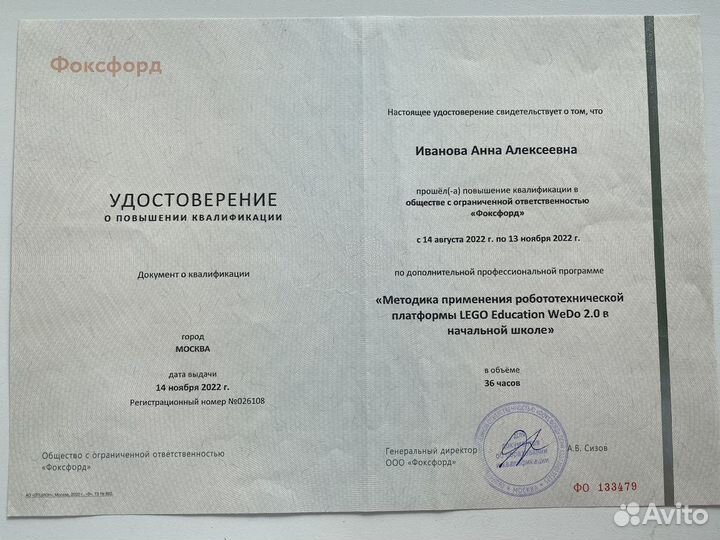 Фоксфорд
УДОСТОВЕРЕНИЕ
О ПОВЫШЕНИИ КВАЛИФИКАЦИИ
Документ о квалификации
город
МОСКВА
дата выдачи
14 ноября 2022 г.
Регистрационный номер №026108
Общество с ограниченной ответственностью
«Фоксфорд»
Настоящее удостоверение свидетельствует о том, что
Иванова Анна Алексеевна
прошёл(-а) повышение квалификации в
обществе с ограниченной ответственностью
«Фоксфорд»
с 14 августа 2022 г. по 13 ноября 2022 г.
по дополнительной профессиональной программе
«Методика применения робототехнической
платформы LEGO Education WeDo 2.0 в
начальной школе»
в объёме
36 часов
Генеральный директор
ООО «Фоксфорд»
А.В. Сизов
МОСКВА
ФО 133479
Avito